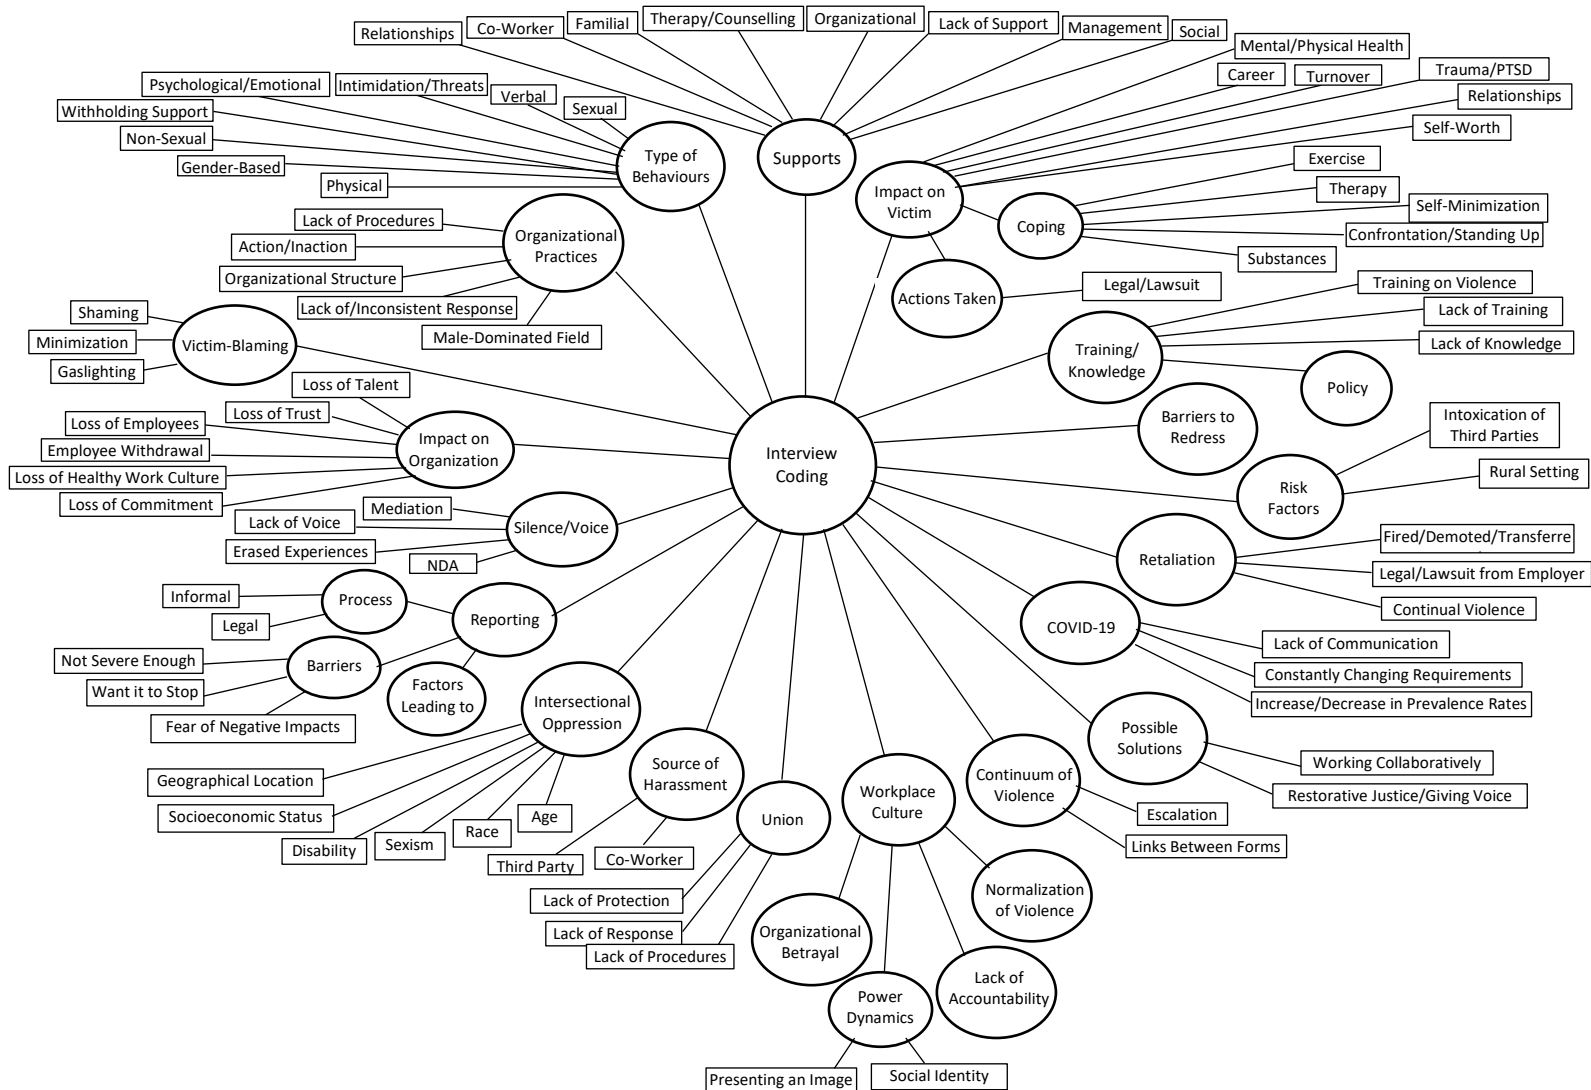 Therapy/Counselling
Organizational
Lack of Support
Familial
Co-Worker
Relationships
Management
Social
Mental/Physical Health
Career
Turnover
Trauma/PTSD
Relationships
Self-Worth
Psychological/Emotional
Intimidation/Threats
Verbal
Sexual
Withholding Support
Non-Sexual
Gender-Based
Physical
Type of
Behaviours
Supports
Impact on
Victim
Coping
Exercise
Therapy
Self-Minimization
Confrontation/Standing Up
Substances
Actions Taken
Legal/Lawsuit
Lack of Procedures
Action/Inaction
Organizational Structure
Lack of/Inconsistent Response
Male-Dominated Field
Organizational
Practices
Training on Violence
Lack of Training
Lack of Knowledge
Training/
Knowledge
Policy
Shaming
Minimization
Gaslighting
Victim-Blaming
Loss of Talent
Loss of Trust
Loss of Employees
Employee Withdrawal
Loss of Healthy Work Culture
Loss of Commitment
Impact on
Organization
Interview
Coding
Barriers to
Redress
Intoxication of
Third Parties
Rural Setting
Risk
Factors
Mediation
Lack of Voice
Erased Experiences
NDA
Silence/Voice
Retaliation
Fired/Demoted/Transferre
Legal/Lawsuit from Employer
Continual Violence
Informal
Legal
Process
Reporting
Not Severe Enough
Want it to Stop
Fear of Negative Impacts
Barriers
Factors
Leading to
COVID-19
Lack of Communication
Constantly Changing Requirements
Increase/Decrease in Prevalence Rates
Intersectional
Oppression
Geographical Location
Socioeconomic Status
Disability
Sexism
Race
Age
Source of
Harassment
Third Party
Co-Worker
Union
Lack of Protection
Lack of Response
Lack of Procedures
Workplace
Culture
Continuum of
Violence
Escalation
Links Between Forms
Possible
Solutions
Working Collaboratively
Restorative Justice/Giving Voice
Normalization
of Violence
Organizational
Betrayal
Lack of
Accountability
Power
Dynamics
Presenting an Image
Social Identity